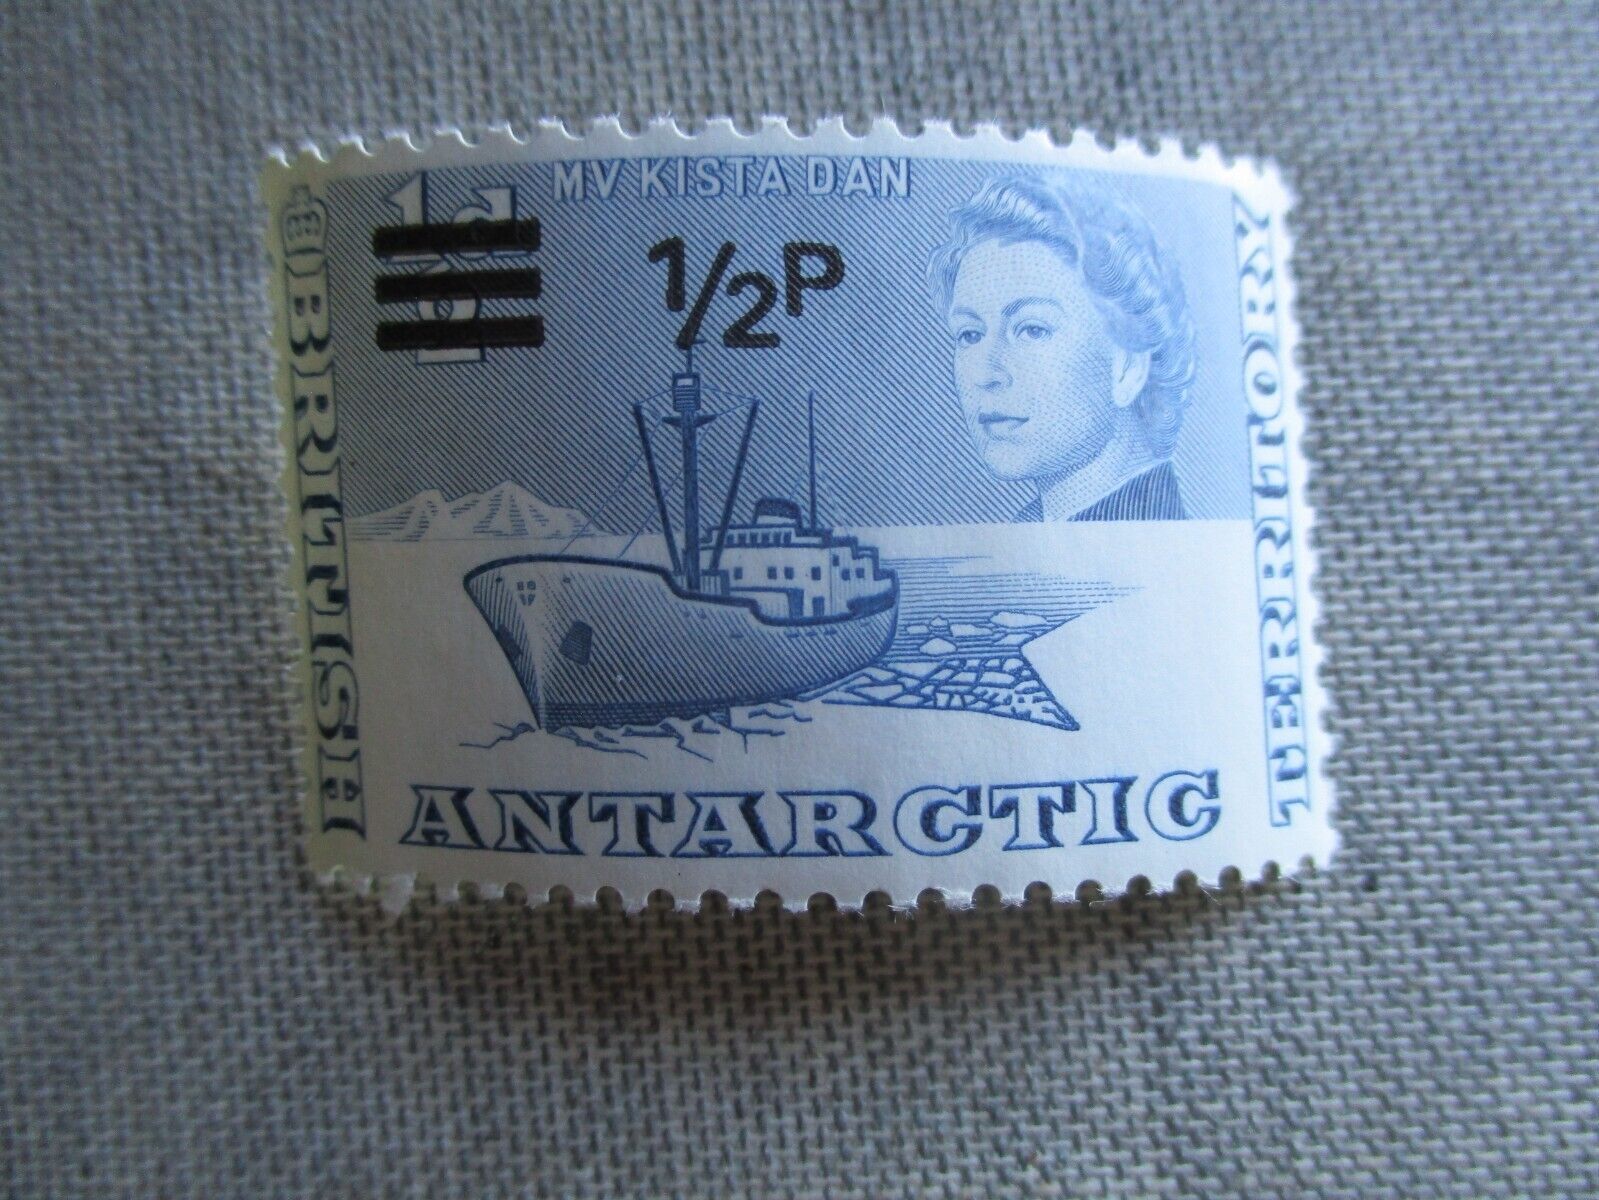 MV KISTA DAN
1/2P
BRITISH
ANTARCTIC
TERRITORY